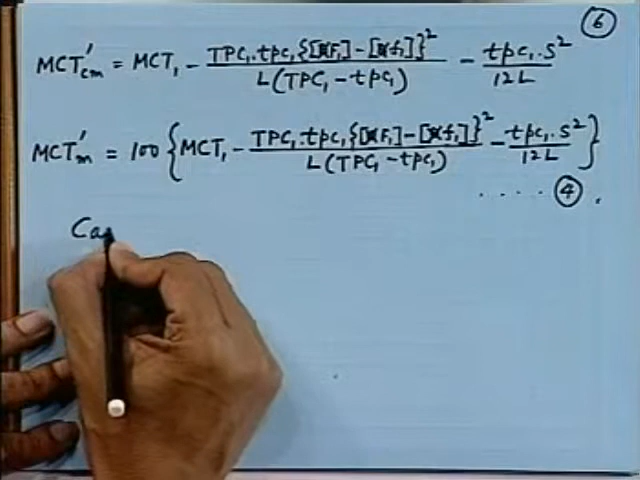 6
MCT'cm = MCT1 - TPC1.tpc1{[F1]-[f1]}² / L(TPC1-tpc1) - tpc1.s² / 12L
MCT'm = 100 {MCT1 - TPC1.tpc1{[F1]-[f1]}² / L(TPC1-tpc1) - tpc1.s² / 12L}
. . . . . 4 .
Ca